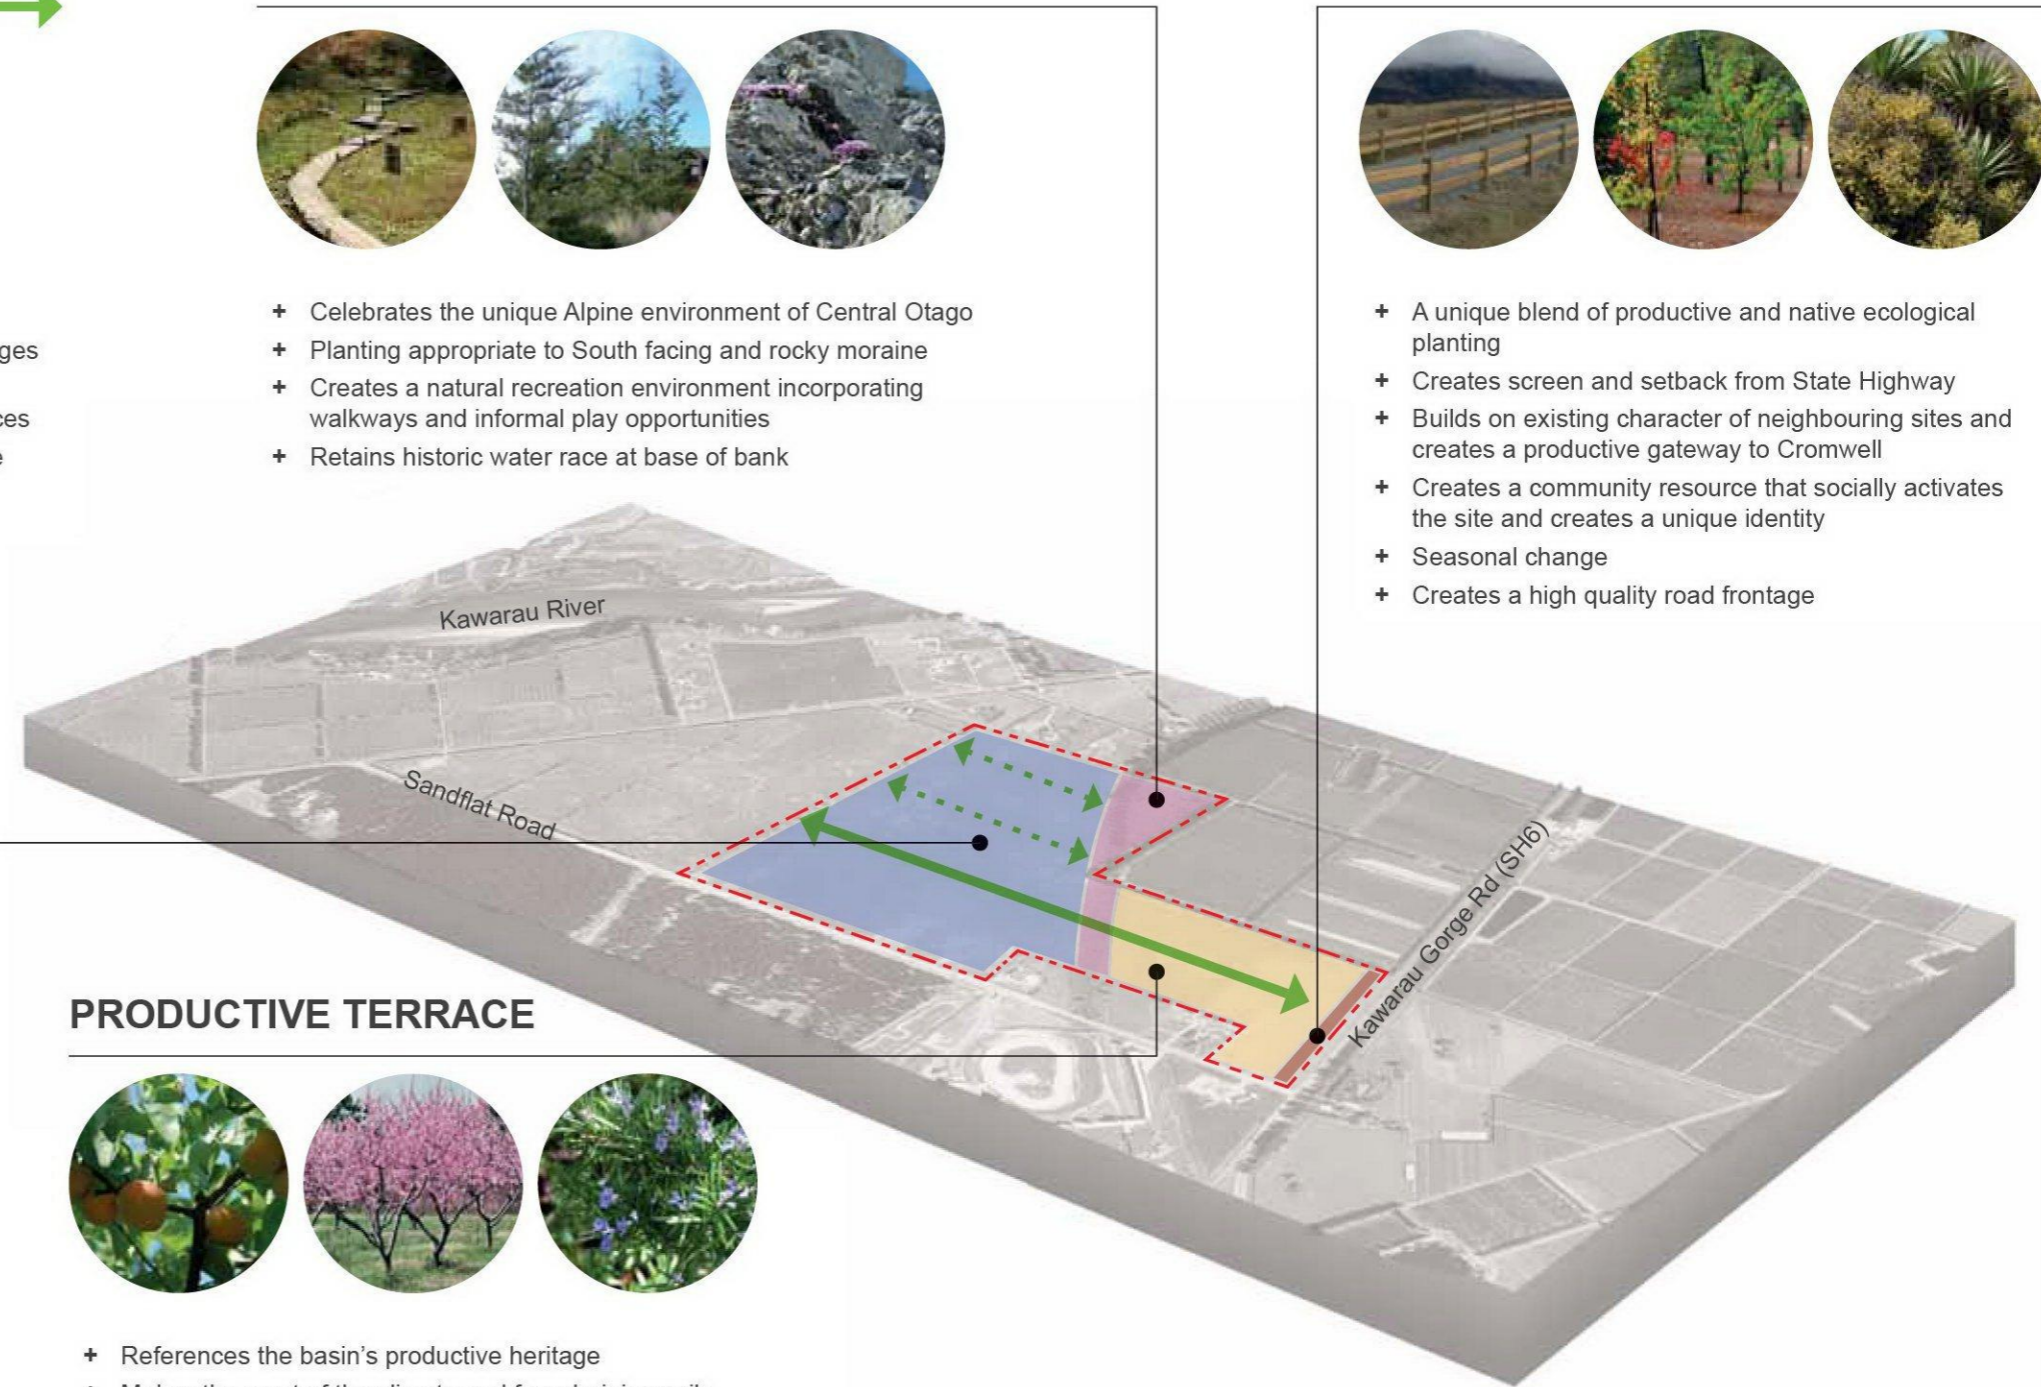 + Celebrates the unique Alpine environment of Central Otago
+ Planting appropriate to South facing and rocky moraine
+ Creates a natural recreation environment incorporating
walkways and informal play opportunities
+ Retains historic water race at base of bank
+ A unique blend of productive and native ecological
planting
+ Creates screen and setback from State Highway
+ Builds on existing character of neighbouring sites and
creates a productive gateway to Cromwell
+ Creates a community resource that socially activates
the site and creates a unique identity
+ Seasonal change
+ Creates a high quality road frontage
Kawarau River
Sandflat Road
Kawarau Gorge Rd (SH6)
PRODUCTIVE TERRACE
+ References the basin's productive heritage